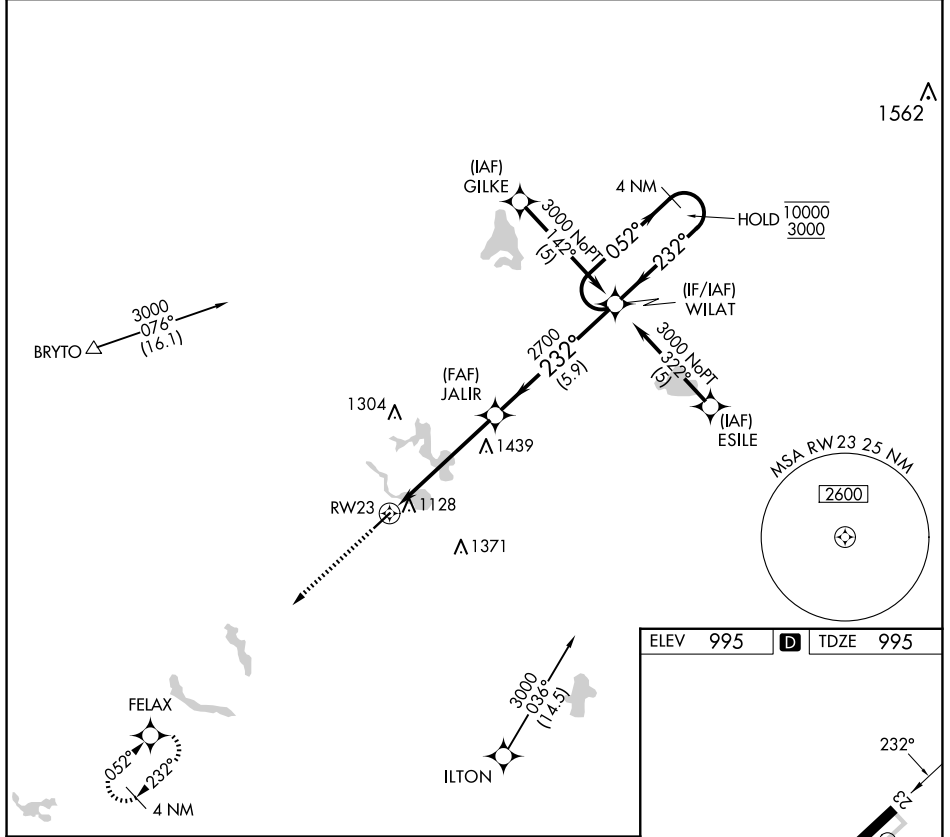 1562
(IAF)
GILKE
3000 NoPT
142°
(5)
4 NM
052°
232°
HOLD 10000
3000
(IF/IAF)
WILAT
3000
076°
(16.1)
BRYTO
2700
232°
(5.9)
3000 NoPT
322°
(5)
(FAF)
JALIR
(IAF)
ESILE
1304
1439
RW23
1128
1371
MSA RW 23 25 NM
2600
ELEV 995 D TDZE 995
232°
23
FELAX
052°
232°
4 NM
3000
036°
(14.5)
ILTON